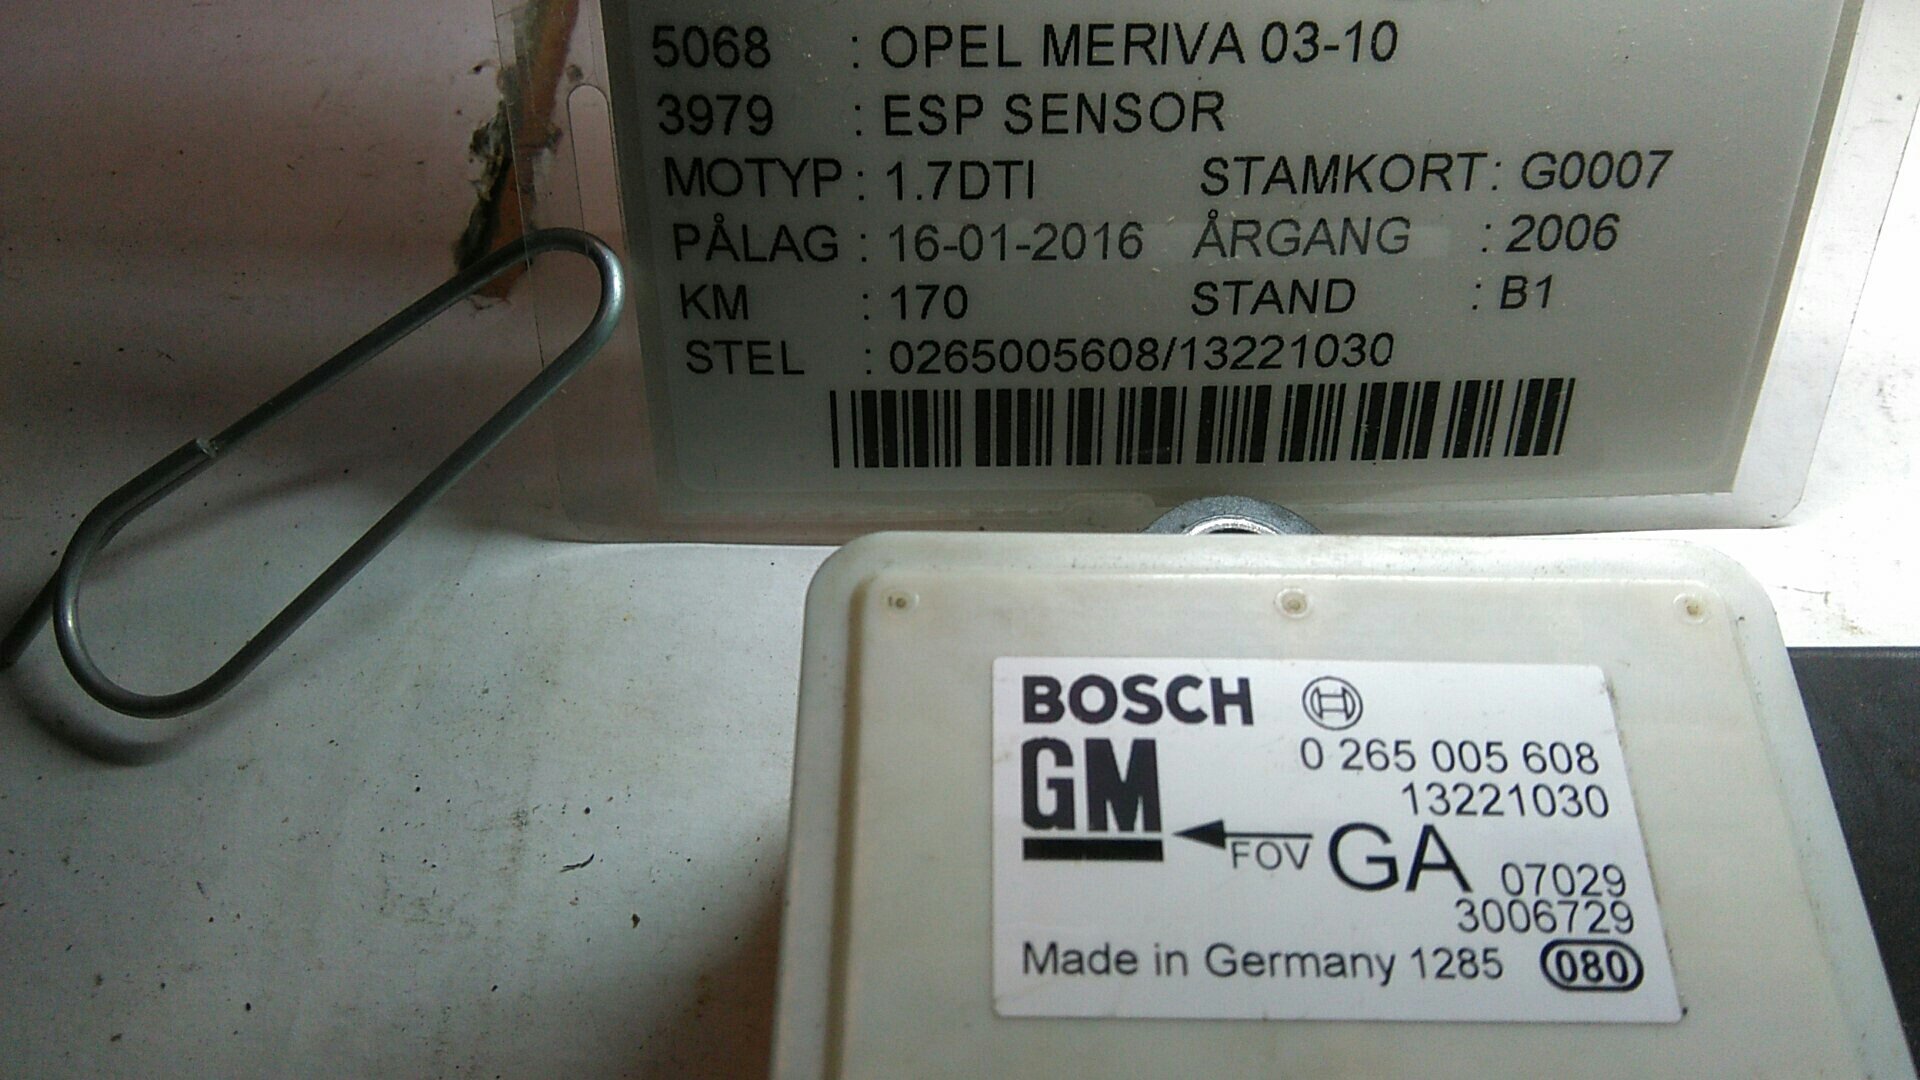 5068 : OPEL MERIVA 03-10
3979 : ESP SENSOR
MOTYP : 1.7DTI STAMKORT : G0007
PÅLAG : 16-01-2016 ÅRGANG : 2006
KM : 170 STAND : B1
STEL : 0265005608/13221030
BOSCH
0 265 005 608
GM
13221030
FOV GA 07029
3006729
Made in Germany 1285 080